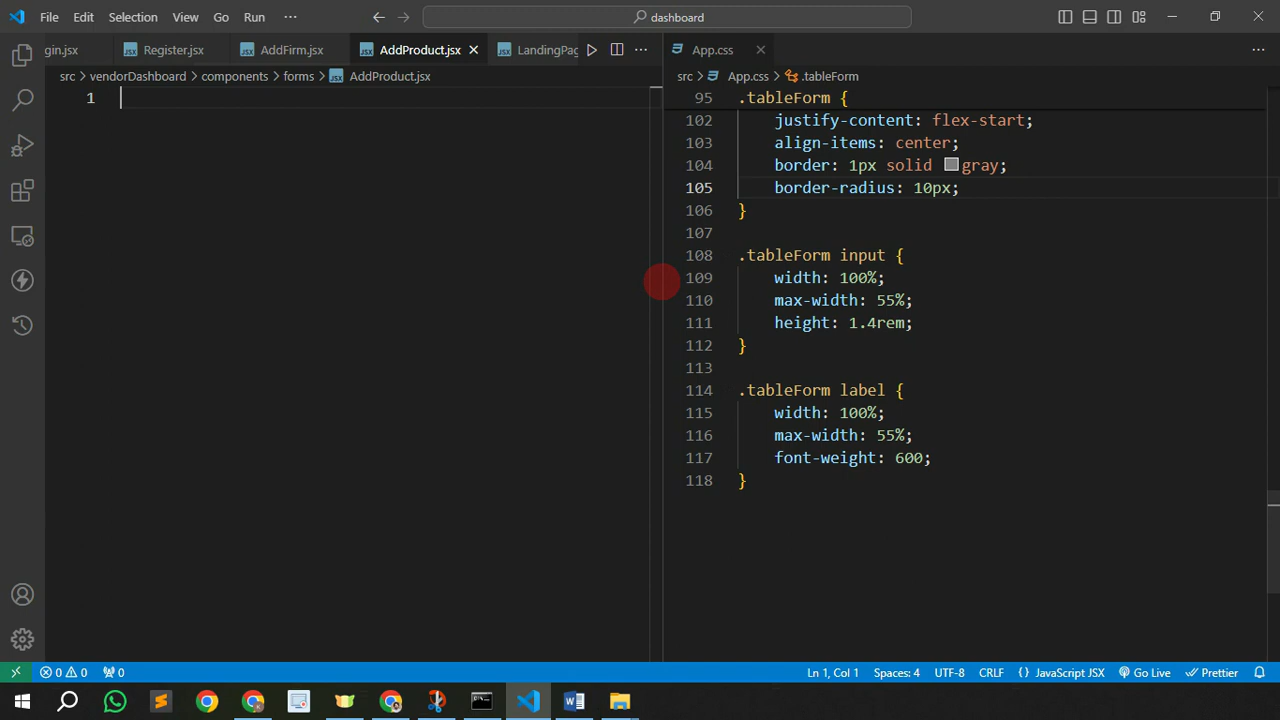 File Edit Selection View Go Run ··· dashboard
gin.jsx Register.jsx AddFirm.jsx AddProduct.jsx LandingPag App.css
src > vendorDashboard > components > forms > AddProduct.jsx
src > App.css > .tableForm
1
95 .tableForm {
102 justify-content: flex-start;
103 align-items: center;
104 border: 1px solid gray;
105 border-radius: 10px;
106 }
107
108 .tableForm input {
109 width: 100%;
110 max-width: 55%;
111 height: 1.4rem;
112 }
113
114 .tableForm label {
115 width: 100%;
116 max-width: 55%;
117 font-weight: 600;
118 }
0 0 0 Ln 1, Col 1 Spaces: 4 UTF-8 CRLF {} JavaScript JSX Go Live Prettier